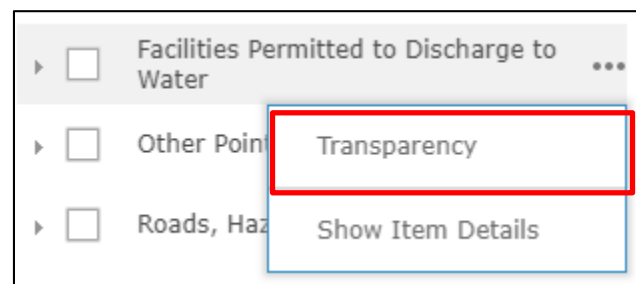 Facilities Permitted to Discharge to
Water
Other Point
Transparency
Roads, Haz
Show Item Details